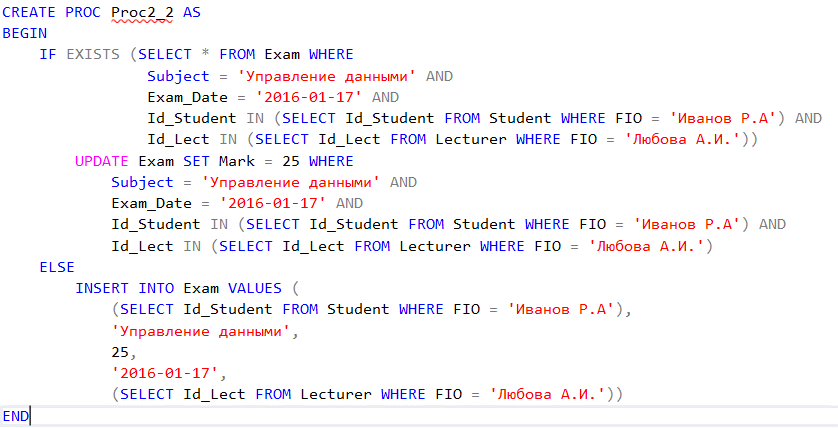 CREATE PROC Proc2_2 AS
BEGIN
    IF EXISTS (SELECT * FROM Exam WHERE
                Subject = 'Управление данными' AND
                Exam_Date = '2016-01-17' AND
                Id_Student IN (SELECT Id_Student FROM Student WHERE FIO = 'Иванов Р.А') AND
                Id_Lect IN (SELECT Id_Lect FROM Lecturer WHERE FIO = 'Любова А.И.'))
        UPDATE Exam SET Mark = 25 WHERE
            Subject = 'Управление данными' AND
            Exam_Date = '2016-01-17' AND
            Id_Student IN (SELECT Id_Student FROM Student WHERE FIO = 'Иванов Р.А') AND
            Id_Lect IN (SELECT Id_Lect FROM Lecturer WHERE FIO = 'Любова А.И.')
    ELSE
        INSERT INTO Exam VALUES (
            (SELECT Id_Student FROM Student WHERE FIO = 'Иванов Р.А'),
            'Управление данными',
            25,
            '2016-01-17',
            (SELECT Id_Lect FROM Lecturer WHERE FIO = 'Любова А.И.'))
END